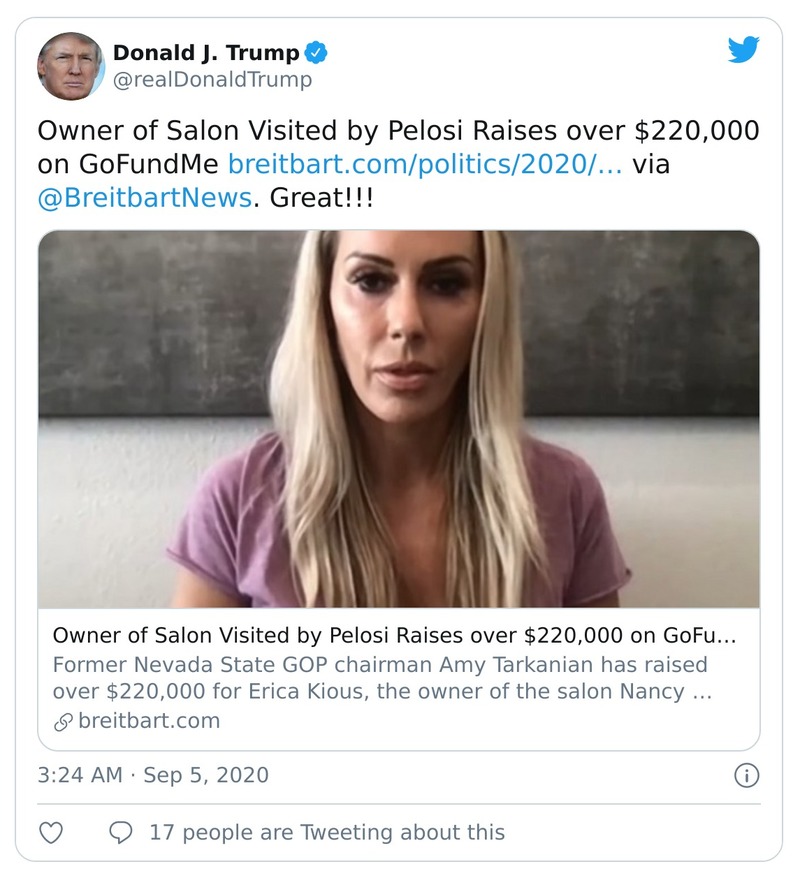 Donald J. Trump
@realDonaldTrump
Owner of Salon Visited by Pelosi Raises over $220,000
on GoFundMe breitbart.com/politics/2020/… via
@BreitbartNews. Great!!!
Owner of Salon Visited by Pelosi Raises over $220,000 on GoFu…
Former Nevada State GOP chairman Amy Tarkanian has raised
over $220,000 for Erica Kious, the owner of the salon Nancy …
breitbart.com
3:24 AM · Sep 5, 2020
17 people are Tweeting about this